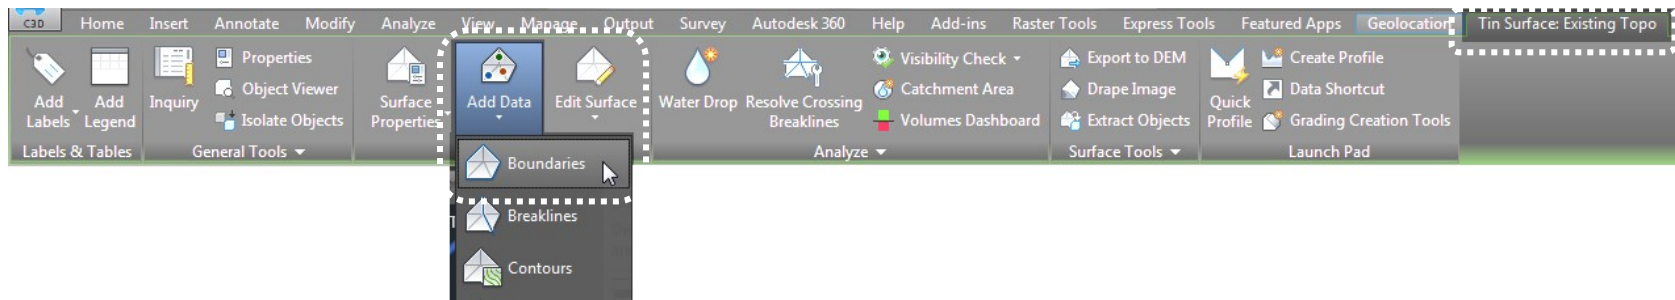 C3D Home Insert Annotate Modify Analyze View Manage Output Survey Autodesk 360 Help Add-ins Raster Tools Express Tools Featured Apps Geolocation Tin Surface: Existing Topo
Add Labels
Add Legend
Labels & Tables
Inquiry
Properties
Object Viewer
Isolate Objects
General Tools
Surface Properties
Add Data
Edit Surface
Boundaries
Breaklines
Contours
Water Drop
Resolve Crossing
Breaklines
Visibility Check
Catchment Area
Volumes Dashboard
Analyze
Export to DEM
Drape Image
Extract Objects
Surface Tools
Quick
Profile
Create Profile
Data Shortcut
Grading Creation Tools
Launch Pad